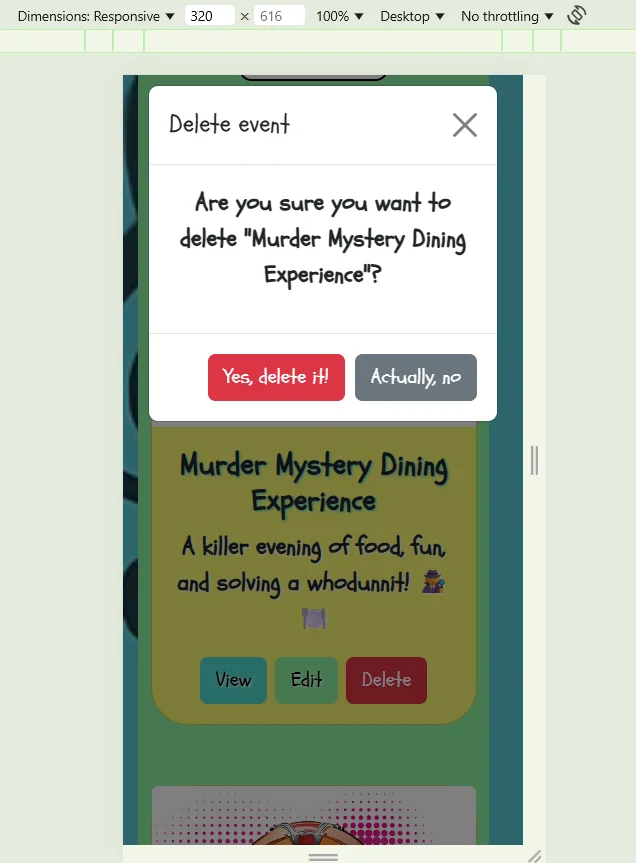 Dimensions: Responsive ▼ 320 × 616 100% ▼ Desktop ▼ No throttling ▼
Delete event
Are you sure you want to
delete "Murder Mystery Dining
Experience"?
Yes, delete it! Actually, no
Murder Mystery Dining
Experience
A killer evening of food, fun,
and solving a whodunnit! 🕵️
🍽️
View Edit Delete